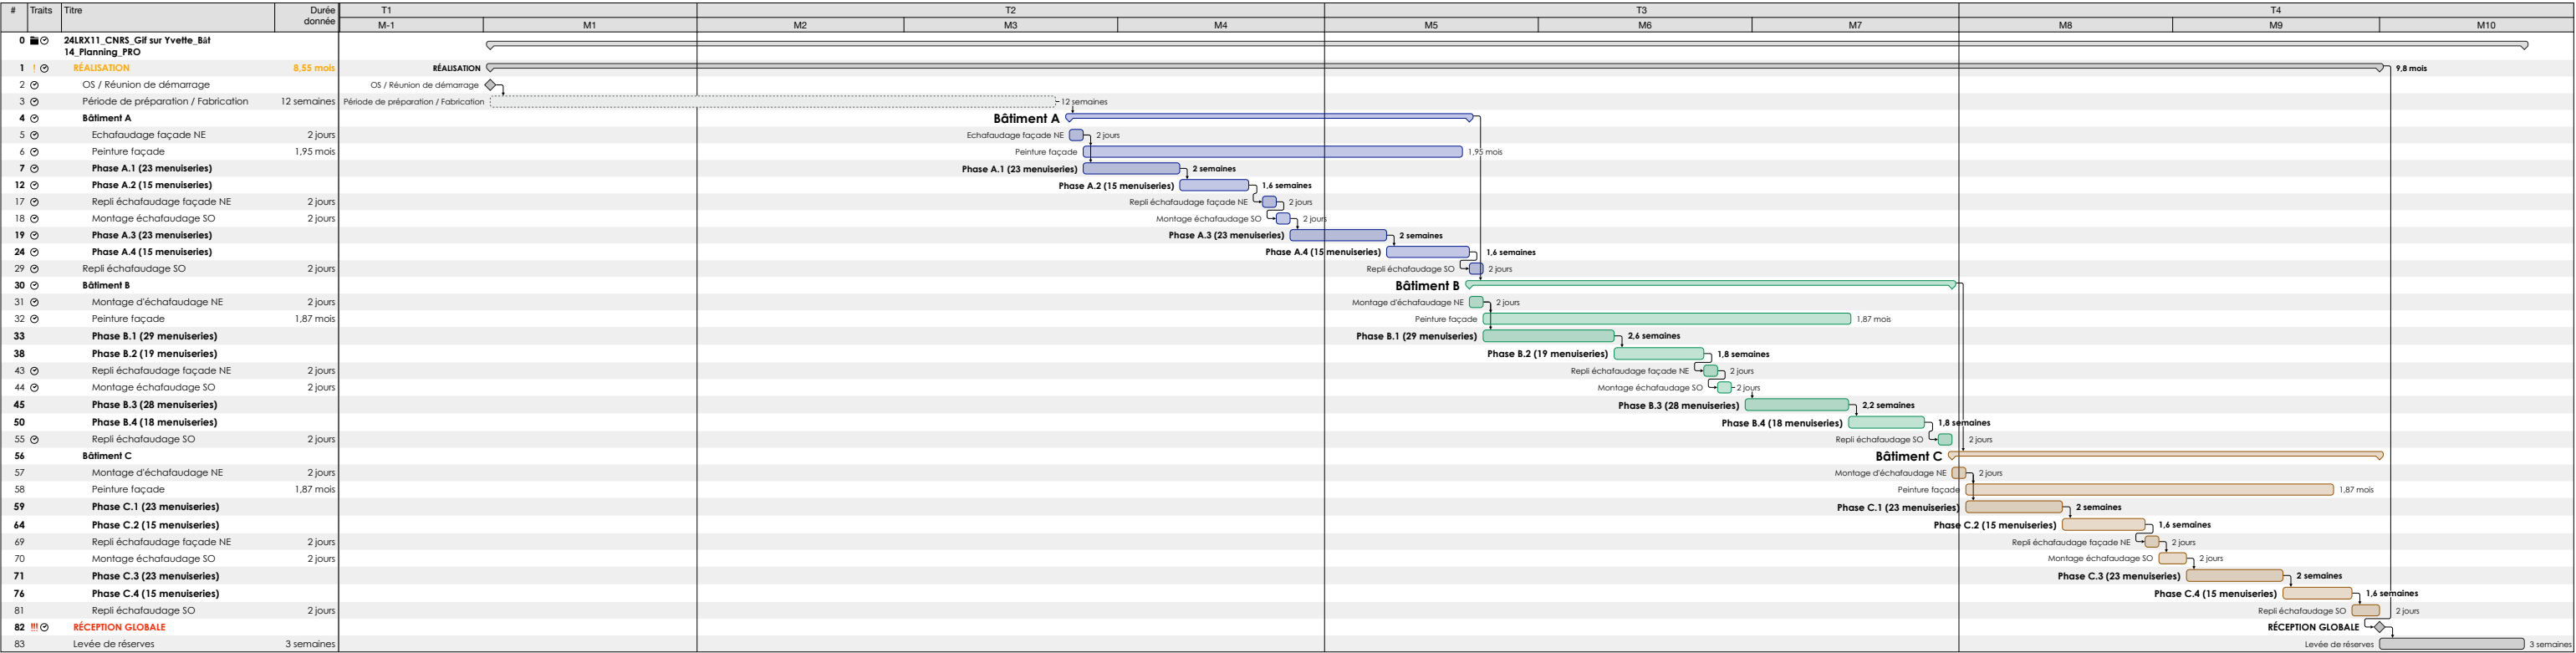 # Traits Titre Durée donnée T1 T2 T3 T4
M-1 M1 M2 M3 M4 M5 M6 M7 M8 M9 M10
0 24LRX11_CNRS_Gif sur Yvette_Bât
14_Planning_PRO
1 ! RÉALISATION 8,55 mois RÉALISATION 9,8 mois
2 OS / Réunion de démarrage OS / Réunion de démarrage
3 Période de préparation / Fabrication 12 semaines Période de préparation / Fabrication 12 semaines
4 Bâtiment A Bâtiment A
5 Echafaudage façade NE 2 jours Echafaudage façade NE 2 jours
6 Peinture façade 1,95 mois Peinture façade 1,95 mois
7 Phase A.1 (23 menuiseries) Phase A.1 (23 menuiseries) 2 semaines
12 Phase A.2 (15 menuiseries) Phase A.2 (15 menuiseries) 1,6 semaines
17 Repli échafaudage façade NE 2 jours Repli échafaudage façade NE 2 jours
18 Montage échafaudage SO 2 jours Montage échafaudage SO 2 jours
19 Phase A.3 (23 menuiseries) Phase A.3 (23 menuiseries) 2 semaines
24 Phase A.4 (15 menuiseries) Phase A.4 (15 menuiseries) 1,6 semaines
29 Repli échafaudage SO 2 jours Repli échafaudage SO 2 jours
30 Bâtiment B Bâtiment B
31 Montage d'échafaudage NE 2 jours Montage d'échafaudage NE 2 jours
32 Peinture façade 1,87 mois Peinture façade 1,87 mois
33 Phase B.1 (29 menuiseries) Phase B.1 (29 menuiseries) 2,6 semaines
38 Phase B.2 (19 menuiseries) Phase B.2 (19 menuiseries) 1,8 semaines
43 Repli échafaudage façade NE 2 jours Repli échafaudage façade NE 2 jours
44 Montage échafaudage SO 2 jours Montage échafaudage SO 2 jours
45 Phase B.3 (28 menuiseries) Phase B.3 (28 menuiseries) 2,2 semaines
50 Phase B.4 (18 menuiseries) Phase B.4 (18 menuiseries) 1,8 semaines
55 Repli échafaudage SO 2 jours Repli échafaudage SO 2 jours
56 Bâtiment C Bâtiment C
57 Montage d'échafaudage NE 2 jours Montage d'échafaudage NE 2 jours
58 Peinture façade 1,87 mois Peinture façade 1,87 mois
59 Phase C.1 (23 menuiseries) Phase C.1 (23 menuiseries) 2 semaines
64 Phase C.2 (15 menuiseries) Phase C.2 (15 menuiseries) 1,6 semaines
69 Repli échafaudage façade NE 2 jours Repli échafaudage façade NE 2 jours
70 Montage échafaudage SO 2 jours Montage échafaudage SO 2 jours
71 Phase C.3 (23 menuiseries) Phase C.3 (23 menuiseries) 2 semaines
76 Phase C.4 (15 menuiseries) Phase C.4 (15 menuiseries) 1,6 semaines
81 Repli échafaudage SO 2 jours Repli échafaudage SO 2 jours
82 !!! RÉCEPTION GLOBALE RÉCEPTION GLOBALE
83 Levée de réserves 3 semaines Levée de réserves 3 semaines